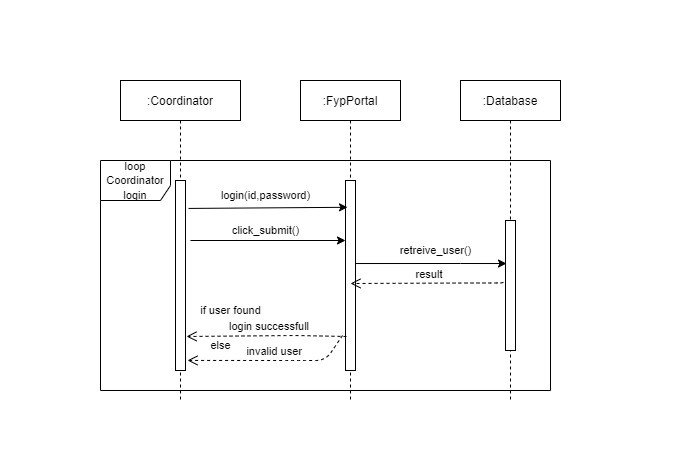 :Coordinator
:FypPortal
:Database
loop
Coordinator
login
login(id,password)
click_submit()
retreive_user()
result
if user found
login successfull
else
invalid user